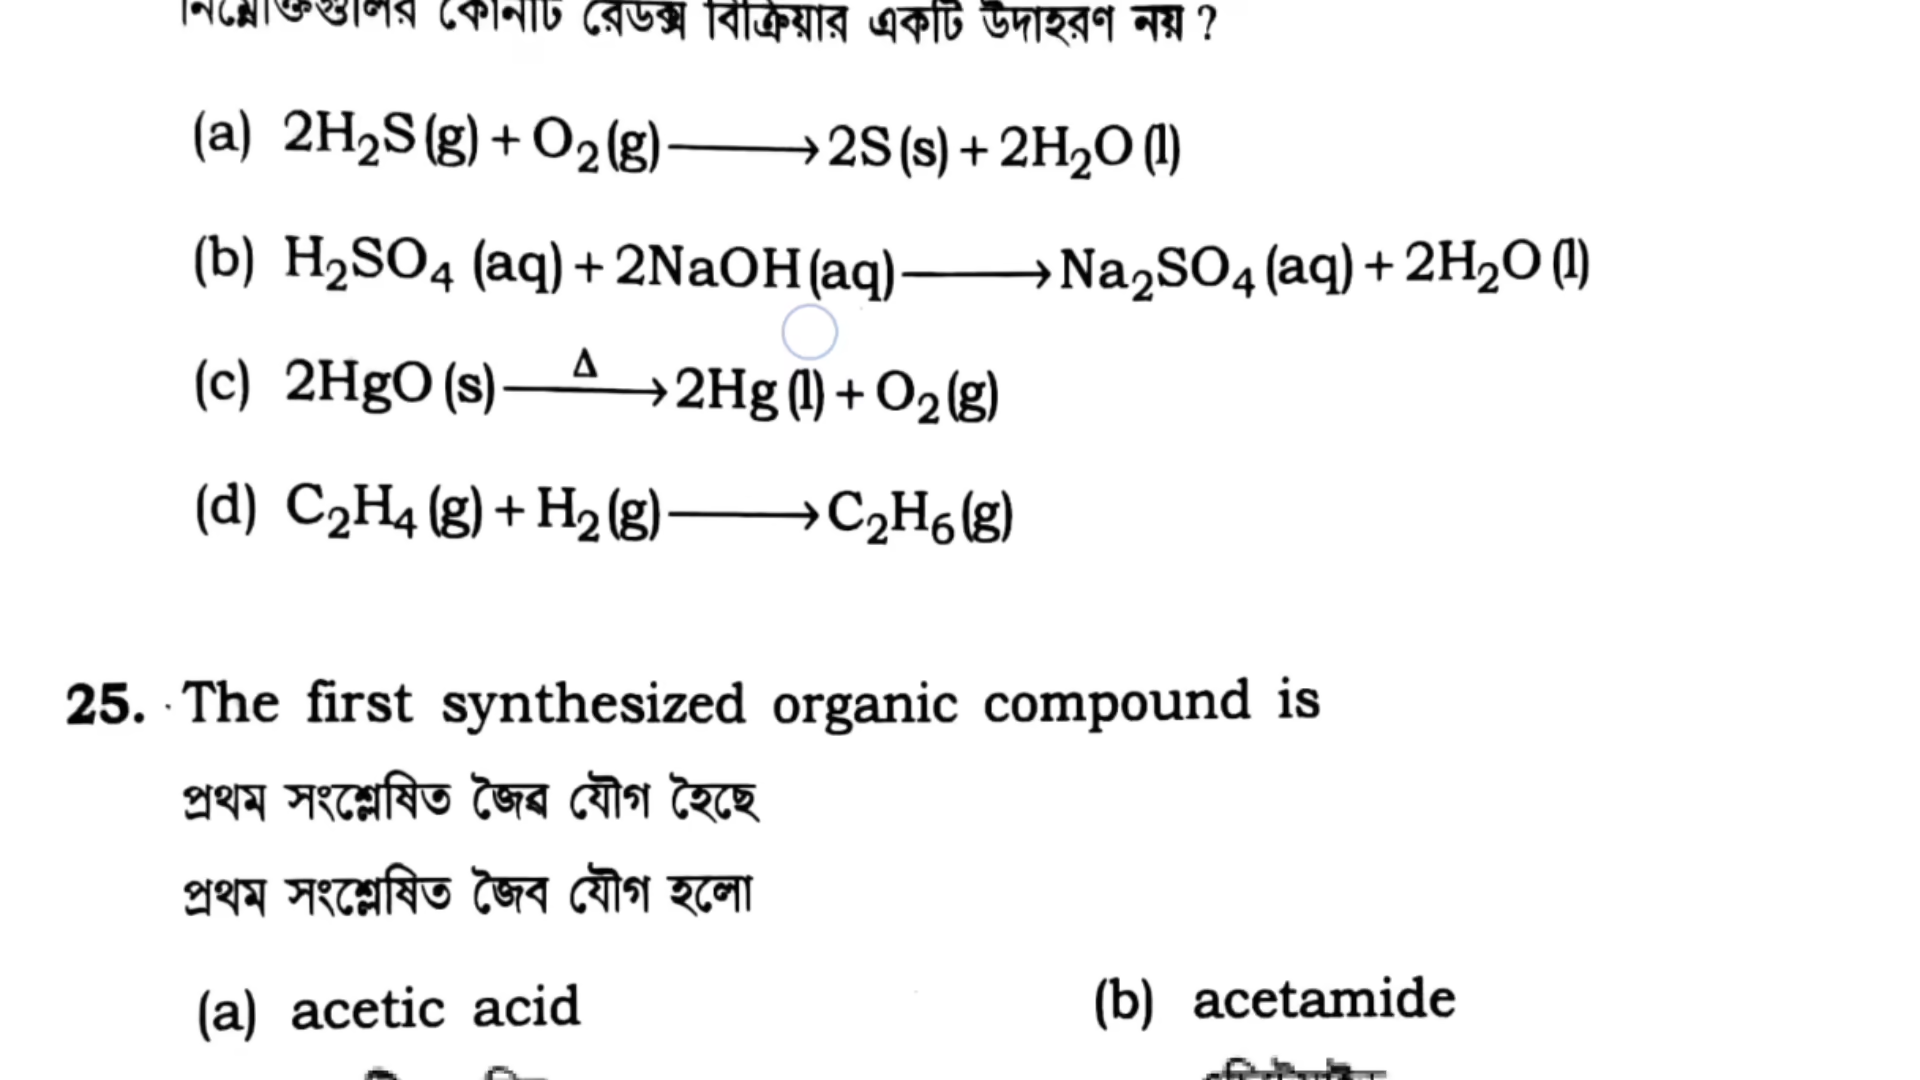 নিম্নোক্তগুলির কোনটি রেডক্স বিক্রিয়ার একটি উদাহরণ নয় ?
(a) 2H₂S (g) + O₂ (g) ⟶ 2S (s) + 2H₂O (l)
(b) H₂SO₄ (aq) + 2NaOH (aq) ⟶ Na₂SO₄ (aq) + 2H₂O (l)
(c) 2HgO (s) —Δ→ 2Hg (l) + O₂ (g)
(d) C₂H₄ (g) + H₂ (g) ⟶ C₂H₆ (g)
25. The first synthesized organic compound is
প্ৰথম সংশ্লেষিত জৈৱ যৌগ হৈছে
প্রথম সংশ্লেষিত জৈব যৌগ হলো
(a) acetic acid (b) acetamide